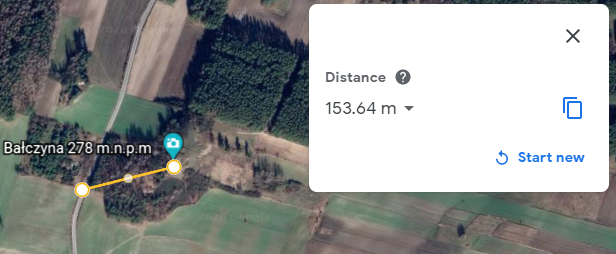 Distance ?
153.64 m
Start new
Bałczyna 278 m.n.p.m